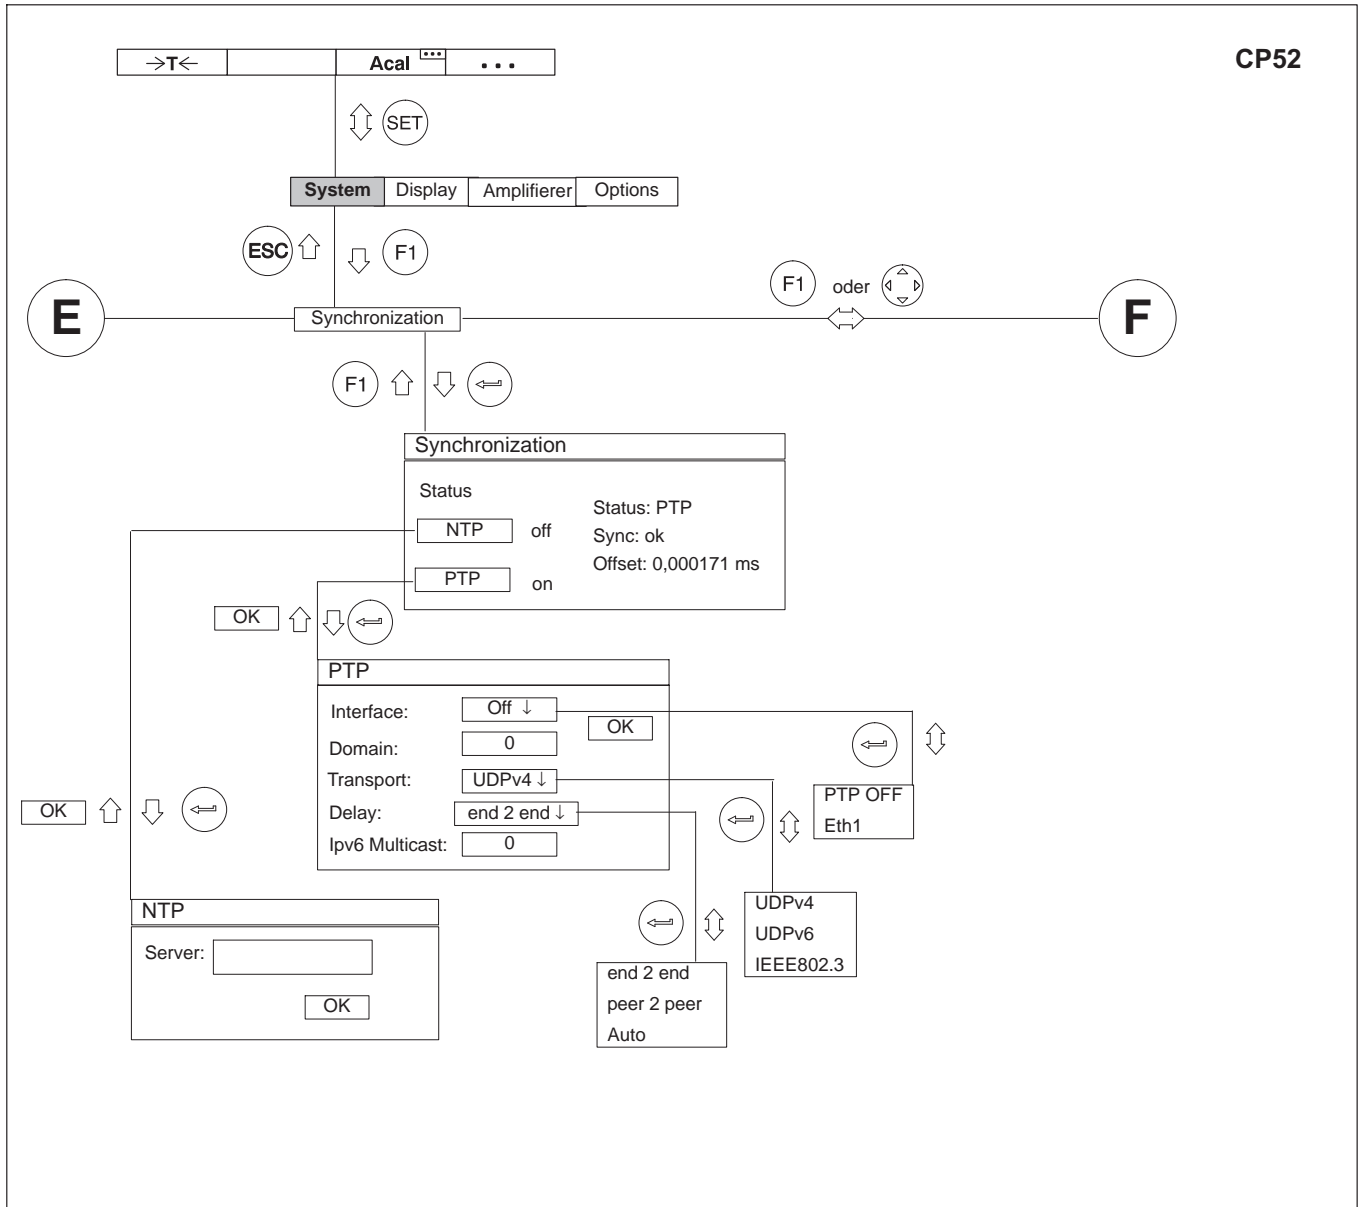 CP52
→T← Acal ... ...
SET
System Display Amplifierer Options
ESC F1
F1 oder
E Synchronization F
F1
Synchronization
Status
Status: PTP
NTP off
Sync: ok
Offset: 0,000171 ms
PTP on
OK
PTP
Interface: Off ↓
OK
Domain: 0
Transport: UDPv4 ↓
Delay: end 2 end ↓
Ipv6 Multicast: 0
PTP OFF
Eth1
OK
UDPv4
UDPv6
IEEE802.3
NTP
Server:
OK
end 2 end
peer 2 peer
Auto